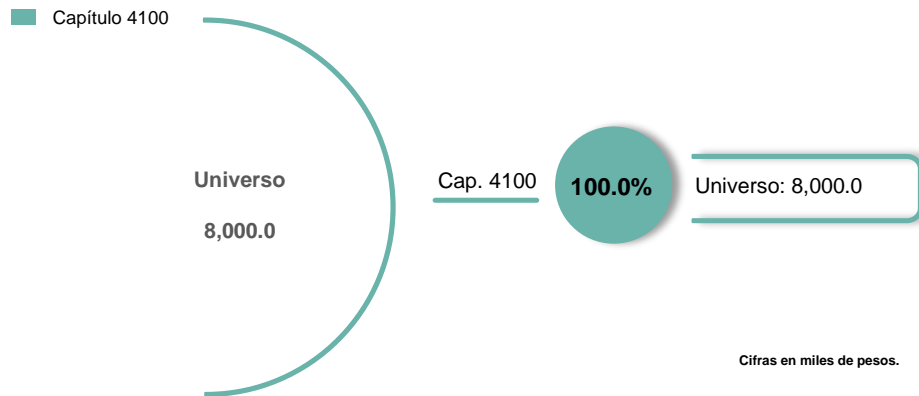 Capítulo 4100
Universo
8,000.0
Cap. 4100
100.0%
Universo: 8,000.0
Cifras en miles de pesos.